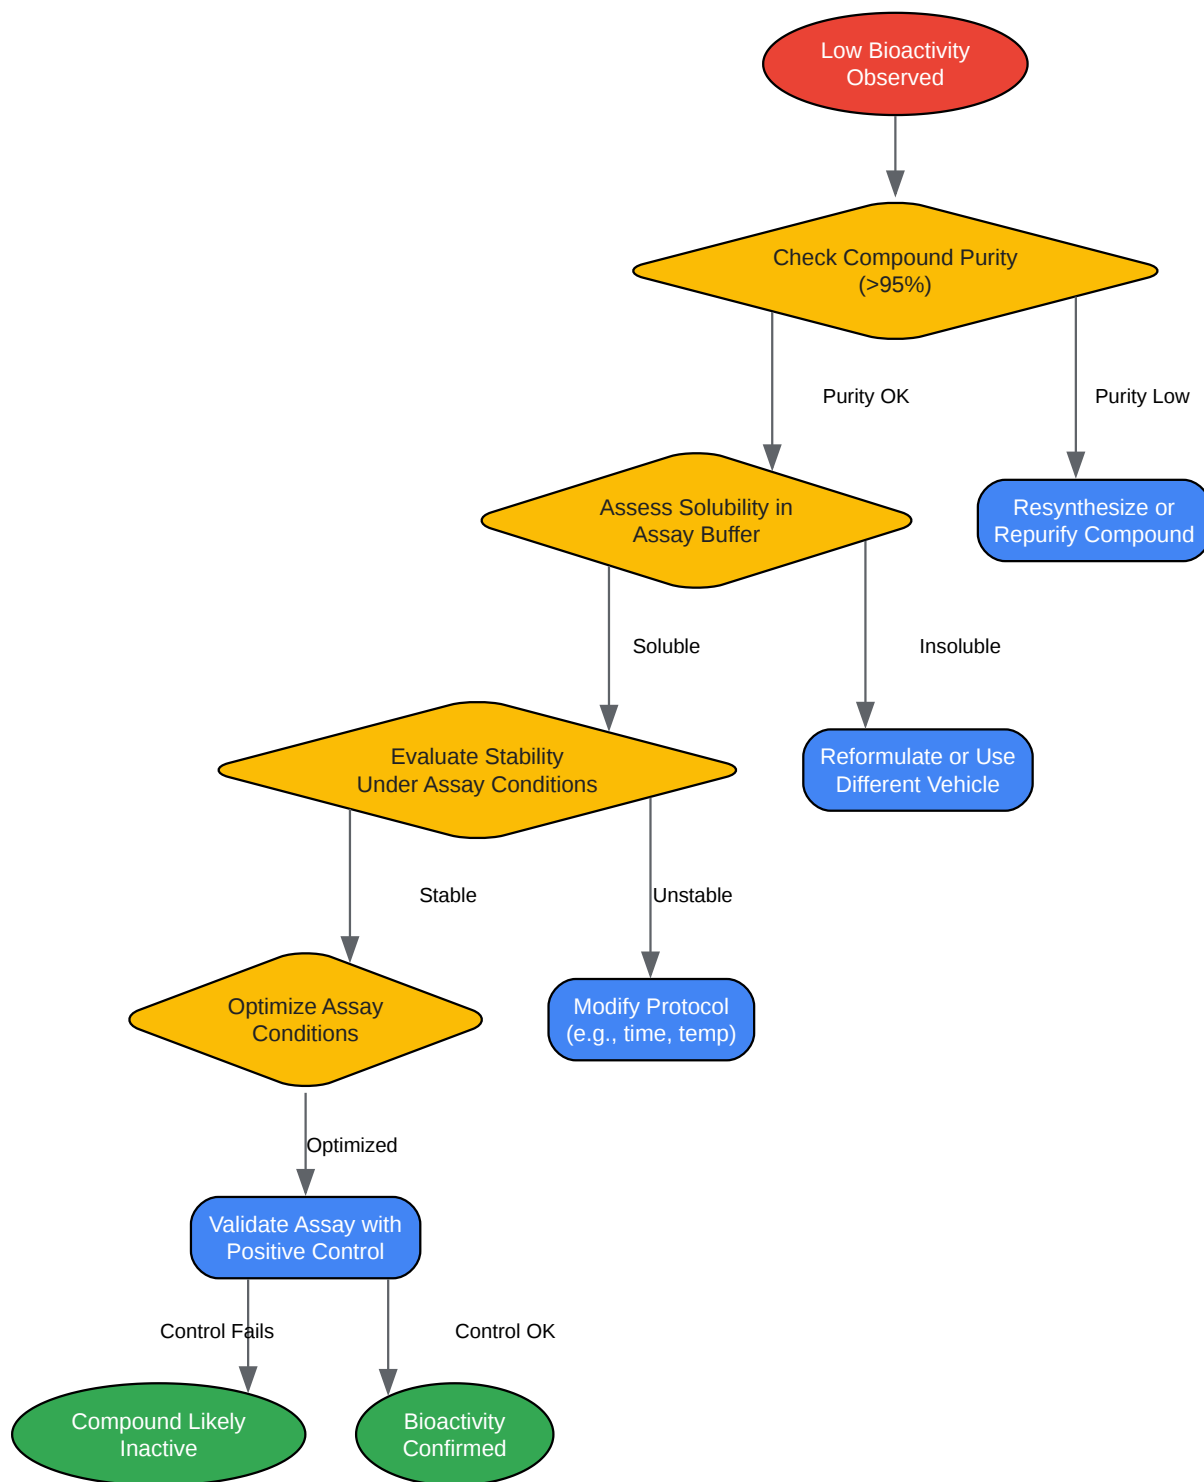 Low Bioactivity
Observed
Check Compound Purity
(>95%)
Purity OK
Purity Low
Assess Solubility in
Assay Buffer
Resynthesize or
Repurify Compound
Soluble
Insoluble
Evaluate Stability
Under Assay Conditions
Reformulate or Use
Different Vehicle
Stable
Unstable
Optimize Assay
Conditions
Modify Protocol
(e.g., time, temp)
Optimized
Validate Assay with
Positive Control
Control Fails
Control OK
Compound Likely
Inactive
Bioactivity
Confirmed